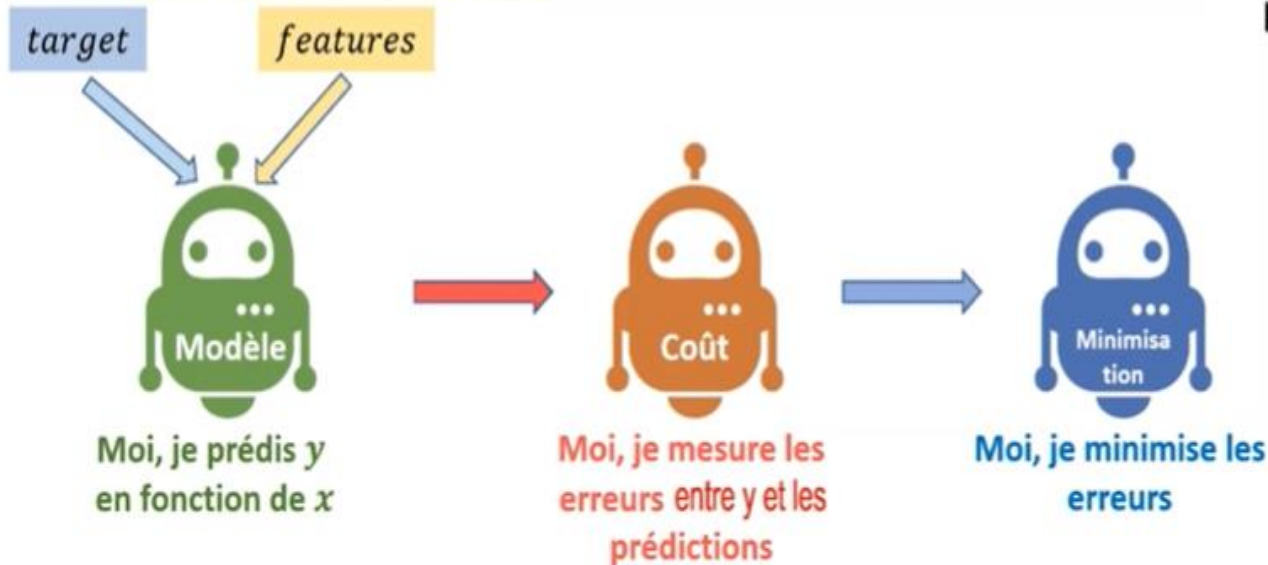 target
features
Modèle
Coût
Minimisa
tion
Moi, je prédis y
en fonction de x
Moi, je mesure les
erreurs entre y et les
prédictions
Moi, je minimise les
erreurs